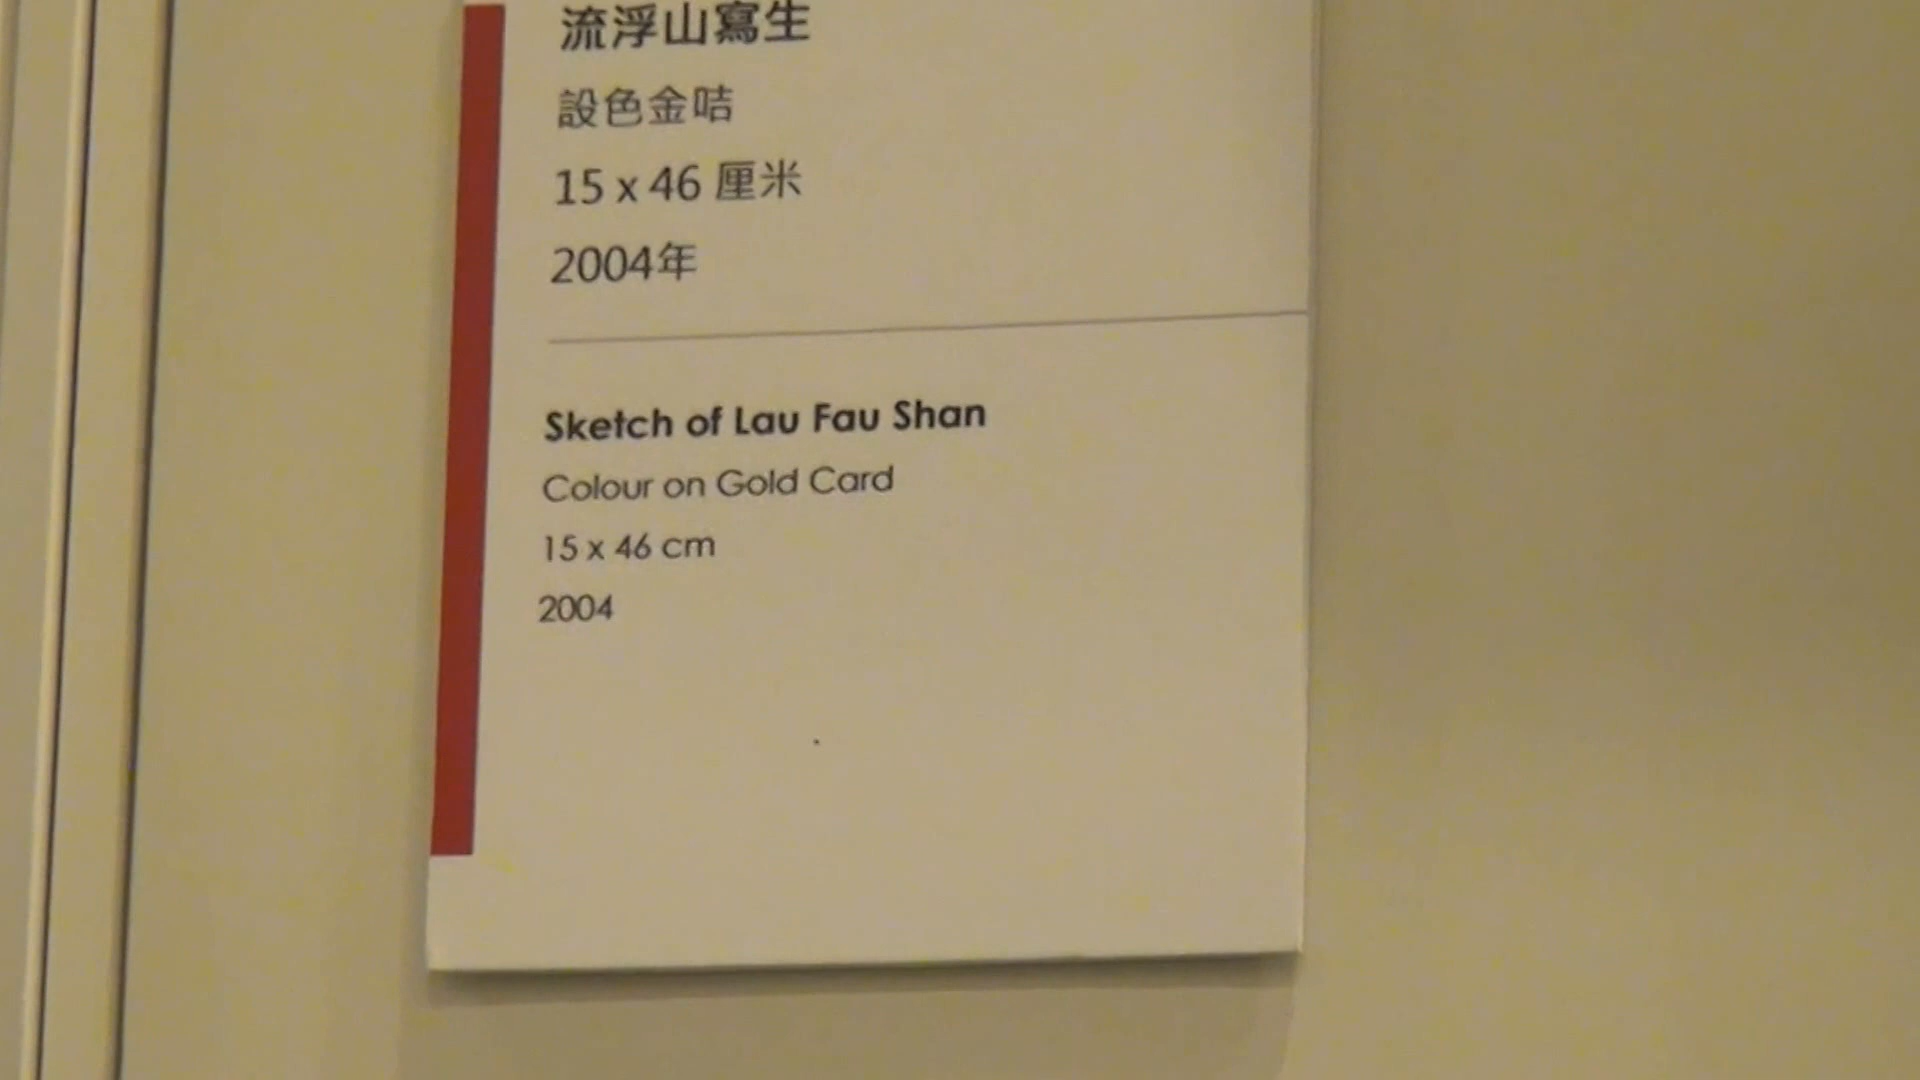 流浮山寫生
設色金咭
15 x 46 厘米
2004年
Sketch of Lau Fau Shan
Colour on Gold Card
15 x 46 cm
2004